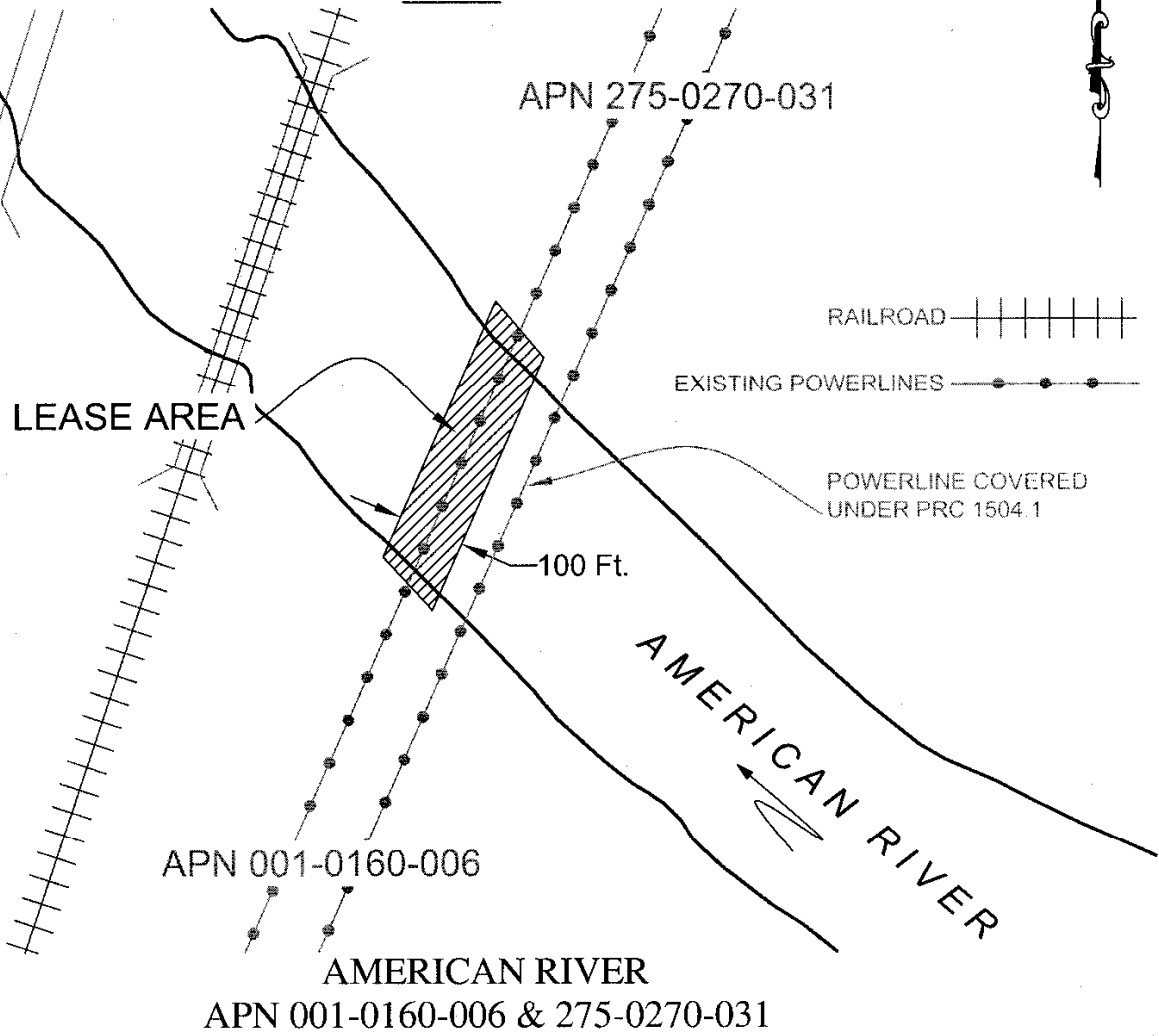 APN 275-0270-031
RAILROAD
EXISTING POWERLINES
LEASE AREA
POWERLINE COVERED
UNDER PRC 1504.1
100 Ft.
AMERICAN RIVER
APN 001-0160-006
AMERICAN RIVER
APN 001-0160-006 & 275-0270-031